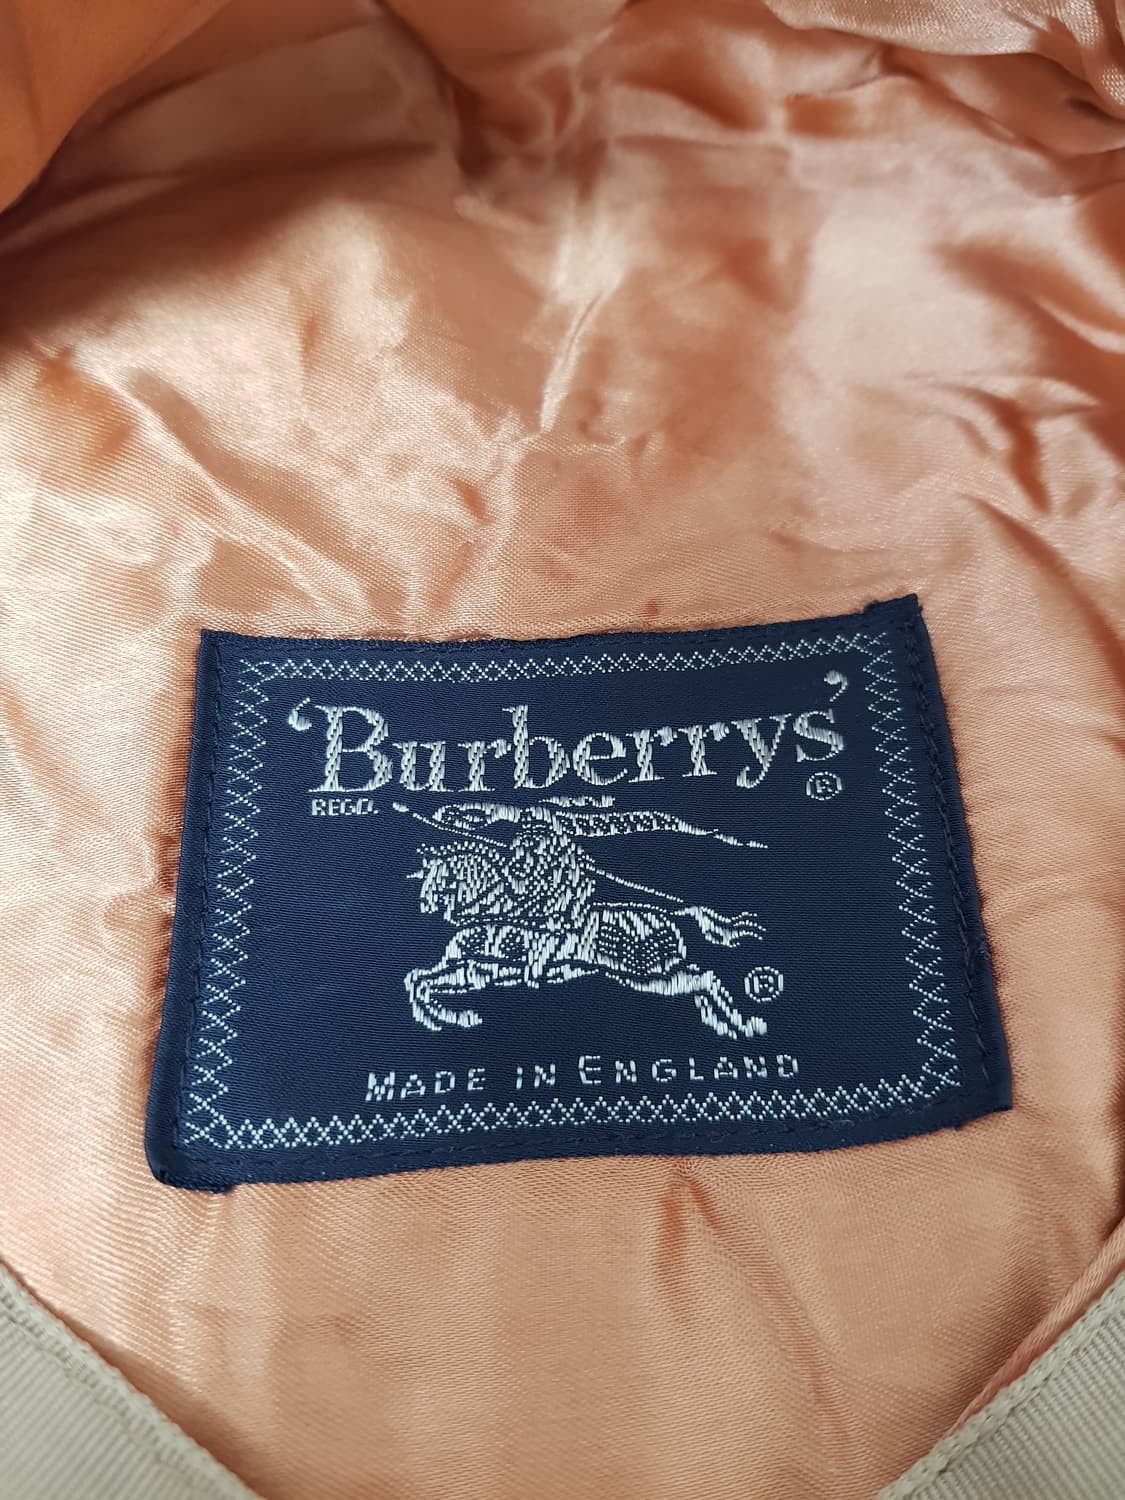 ‘Burberrys’
REGD. ®
®
MADE IN ENGLAND